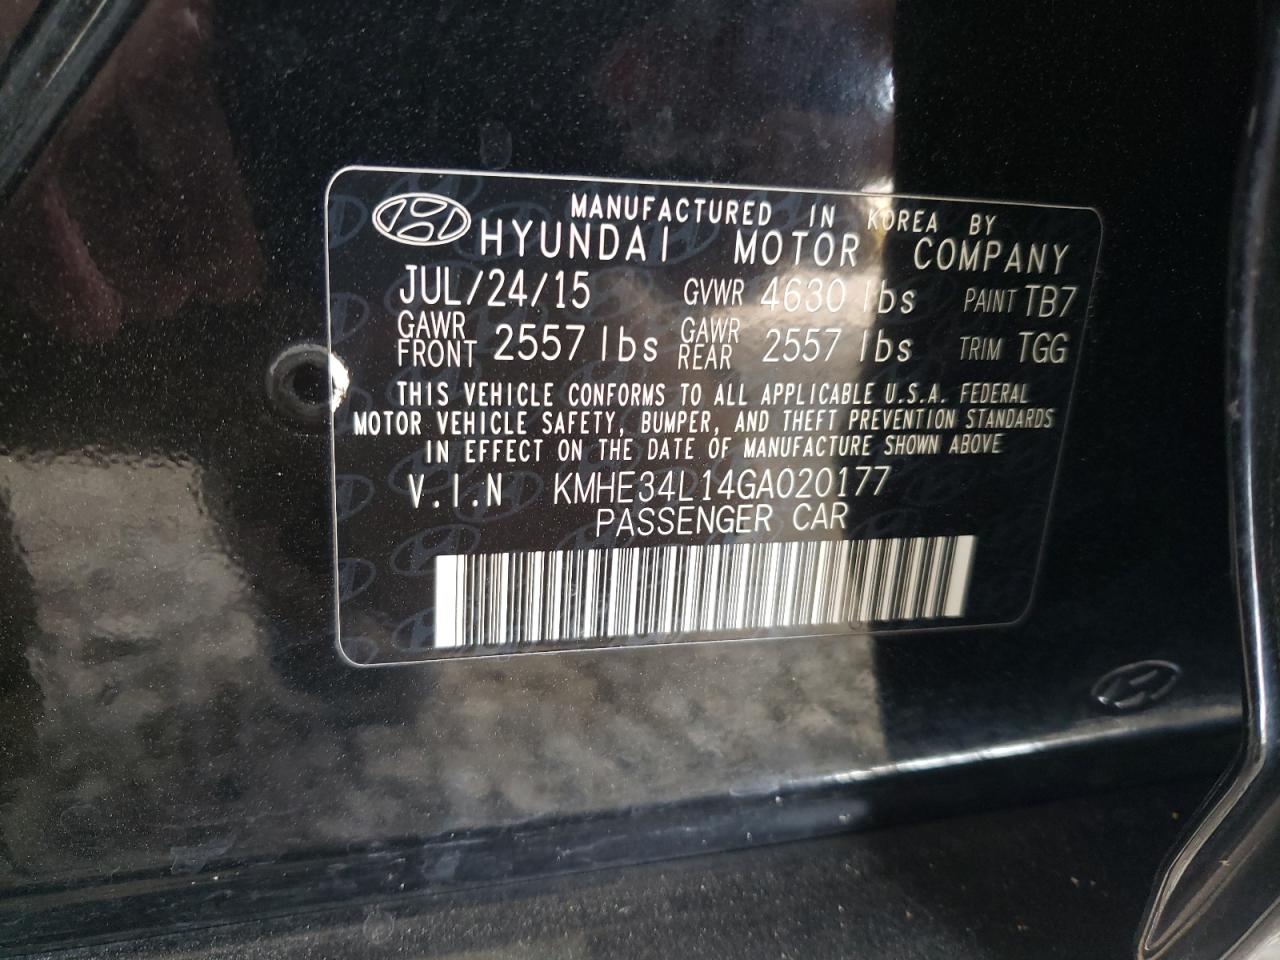 MANUFACTURED IN KOREA BY
HYUNDAI MOTOR COMPANY
JUL/24/15 GVWR 4630 lbs PAINT TB7
GAWR FRONT 2557 lbs GAWR REAR 2557 lbs TRIM TGG
THIS VEHICLE CONFORMS TO ALL APPLICABLE U.S.A. FEDERAL
MOTOR VEHICLE SAFETY, BUMPER, AND THEFT PREVENTION STANDARDS
IN EFFECT ON THE DATE OF MANUFACTURE SHOWN ABOVE
V.I.N KMHE34L14GA020177
PASSENGER CAR